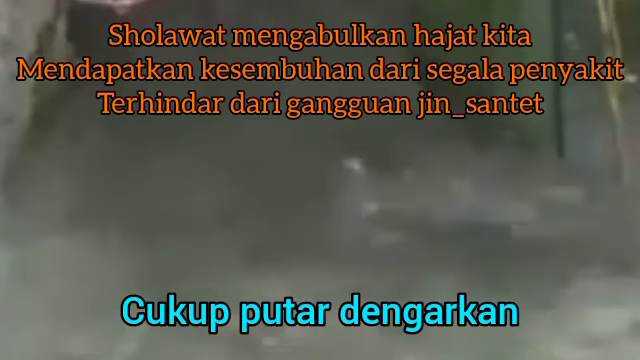 Sholawat mengabulkan hajat kita
Mendapatkan kesembuhan dari segala penyakit
Terhindar dari gangguan jin_santet
Cukup putar dengarkan